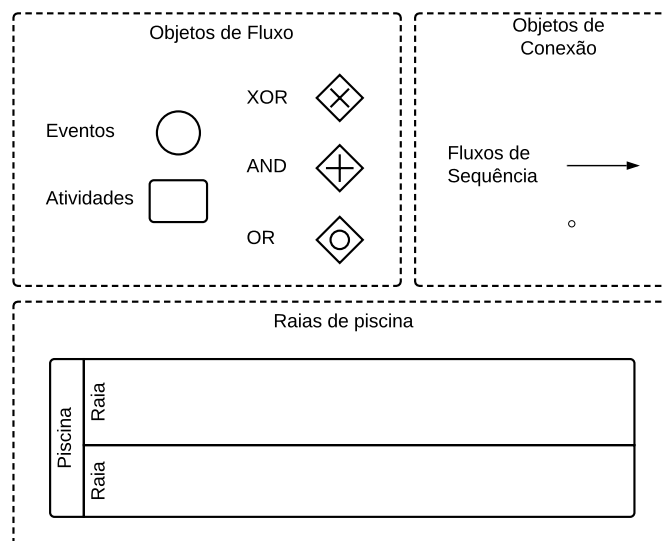 Objetos de Fluxo
XOR
Eventos
AND
Atividades
OR
Objetos de
Conexão
Fluxos de
Sequência
Raias de piscina
Piscina
Raia
Raia